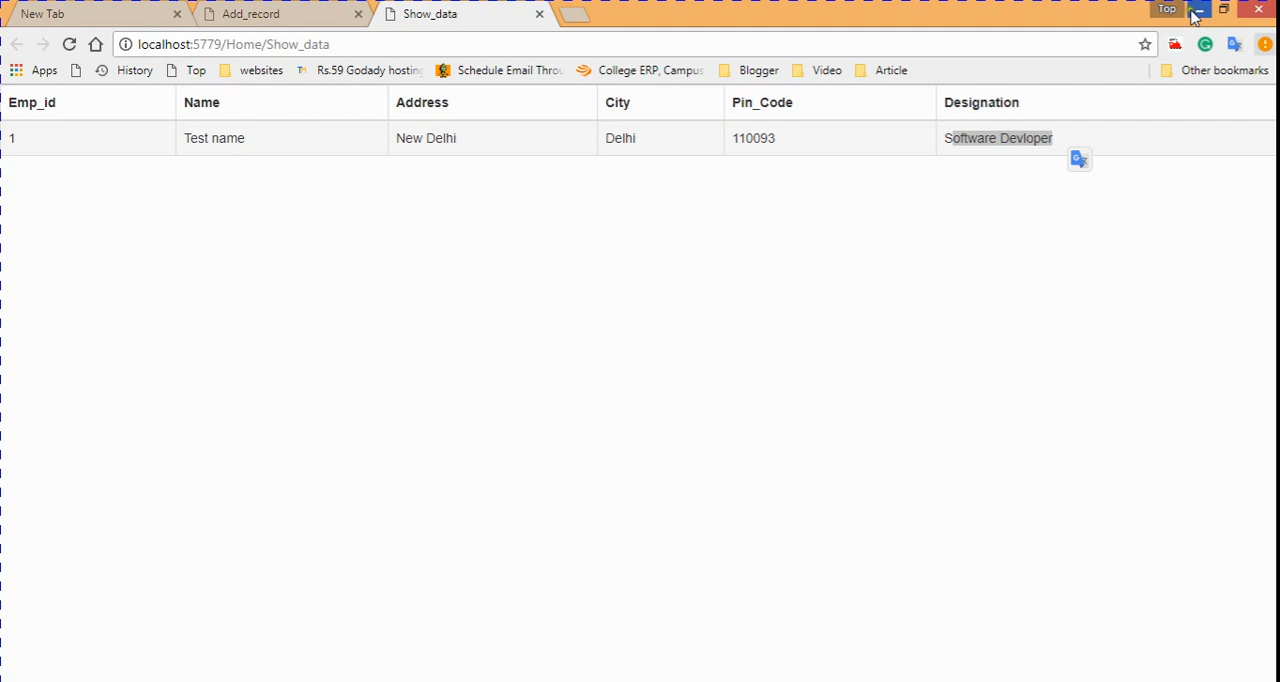 New Tab Add_record Show_data Top
localhost:5779/Home/Show_data
Apps History Top websites Rs.59 Godady hosting Schedule Email Throu College ERP, Campus Blogger Video Article Other bookmarks
Emp_id Name Address City Pin_Code Designation
1 Test name New Delhi Delhi 110093 Software Devloper